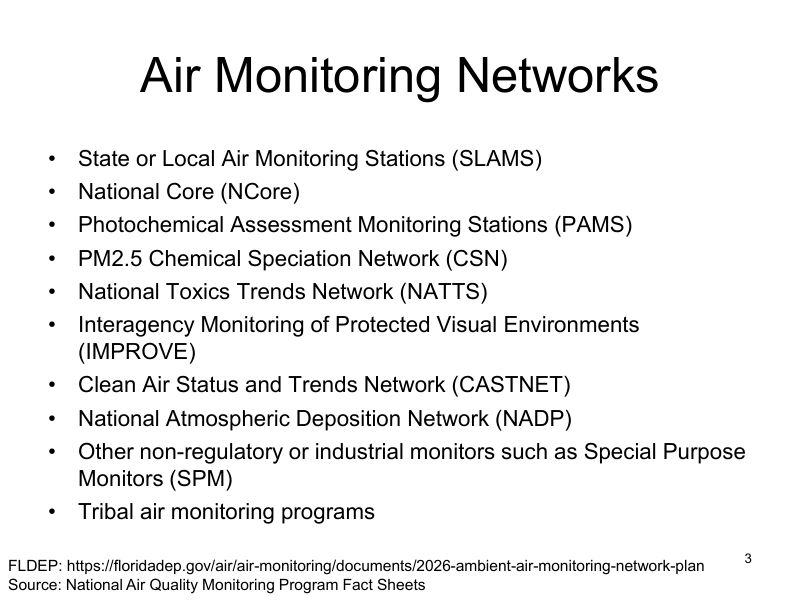 Air Monitoring Networks
• State or Local Air Monitoring Stations (SLAMS)
• National Core (NCore)
• Photochemical Assessment Monitoring Stations (PAMS)
• PM2.5 Chemical Speciation Network (CSN)
• National Toxics Trends Network (NATTS)
• Interagency Monitoring of Protected Visual Environments
(IMPROVE)
• Clean Air Status and Trends Network (CASTNET)
• National Atmospheric Deposition Network (NADP)
• Other non-regulatory or industrial monitors such as Special Purpose
Monitors (SPM)
• Tribal air monitoring programs
3
FLDEP: https://floridadep.gov/air/air-monitoring/documents/2026-ambient-air-monitoring-network-plan
Source: National Air Quality Monitoring Program Fact Sheets